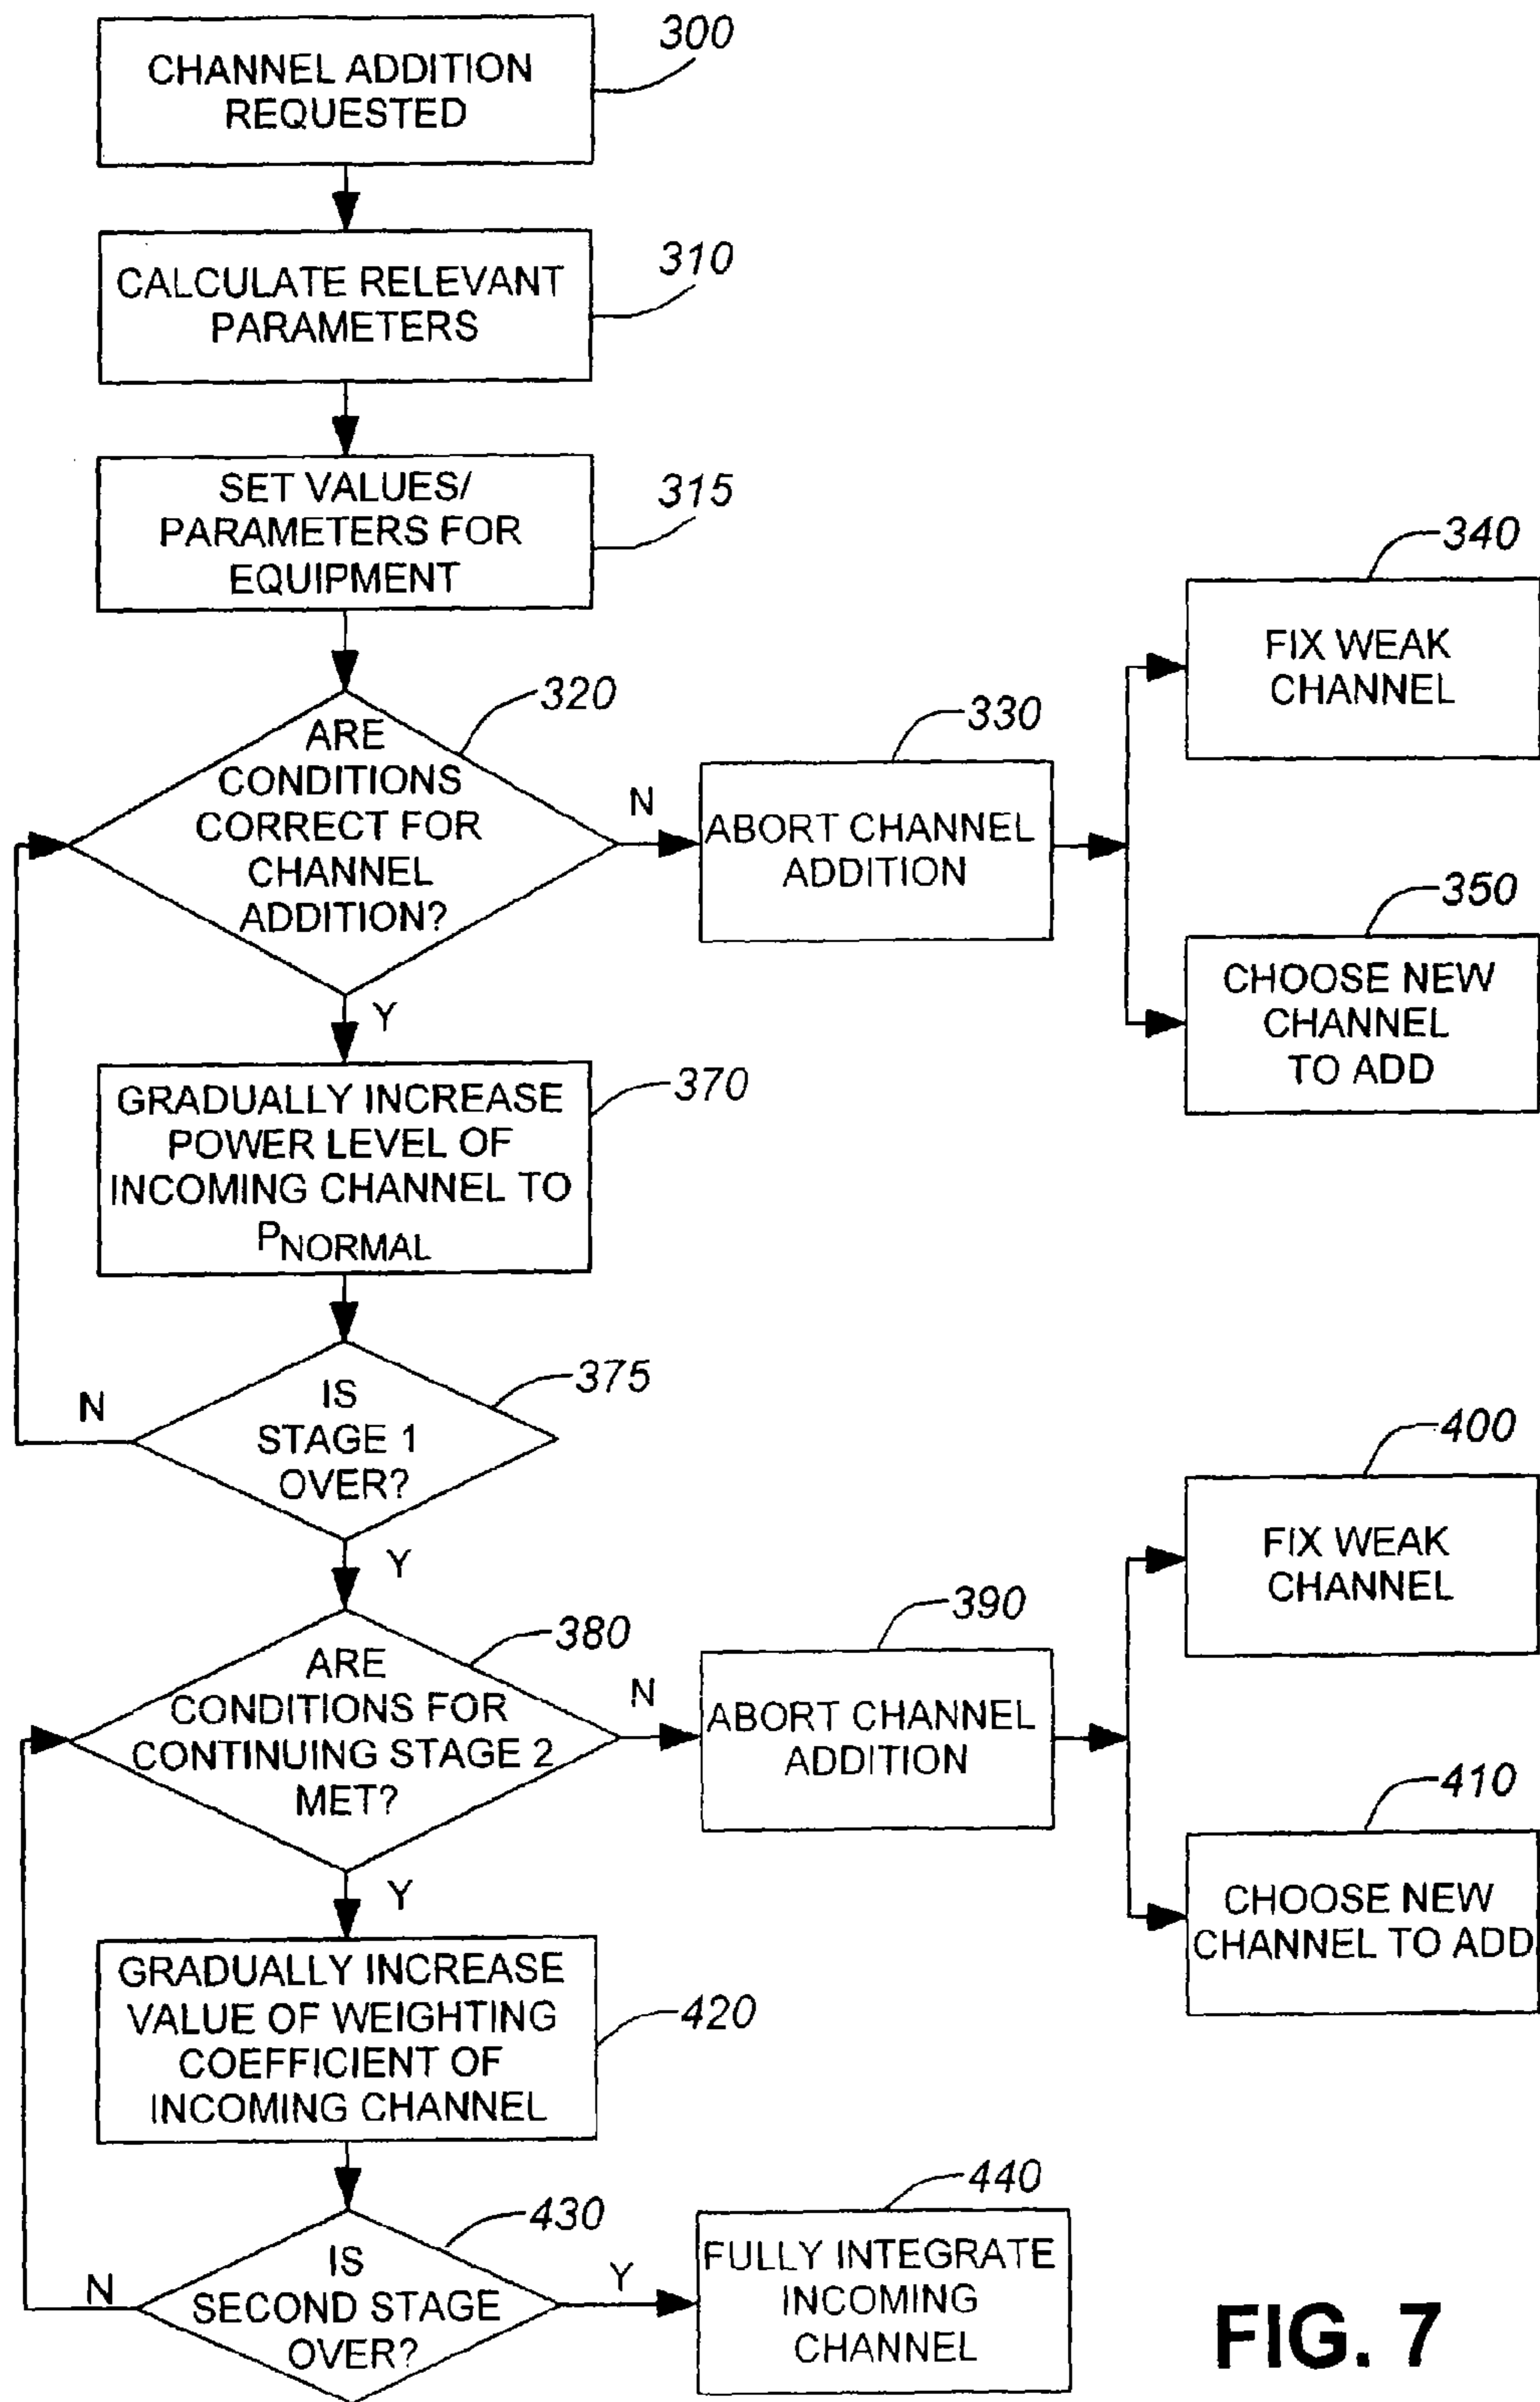 300
CHANNEL ADDITION
REQUESTED
310
CALCULATE RELEVANT
PARAMETERS
315
SET VALUES/
PARAMETERS FOR
EQUIPMENT
320
ARE
CONDITIONS
CORRECT FOR
CHANNEL
ADDITION?
N
330
ABORT CHANNEL
ADDITION
340
FIX WEAK
CHANNEL
350
CHOOSE NEW
CHANNEL
TO ADD
Y
370
GRADUALLY INCREASE
POWER LEVEL OF
INCOMING CHANNEL TO
PNORMAL
375
IS
STAGE 1
OVER?
N
Y
380
ARE
CONDITIONS FOR
CONTINUING STAGE 2
MET?
N
390
ABORT CHANNEL
ADDITION
400
FIX WEAK
CHANNEL
410
CHOOSE NEW
CHANNEL TO ADD
Y
420
GRADUALLY INCREASE
VALUE OF WEIGHTING
COEFFICIENT OF
INCOMING CHANNEL
430
IS
SECOND STAGE
OVER?
N
Y
440
FULLY INTEGRATE
INCOMING
CHANNEL
FIG. 7